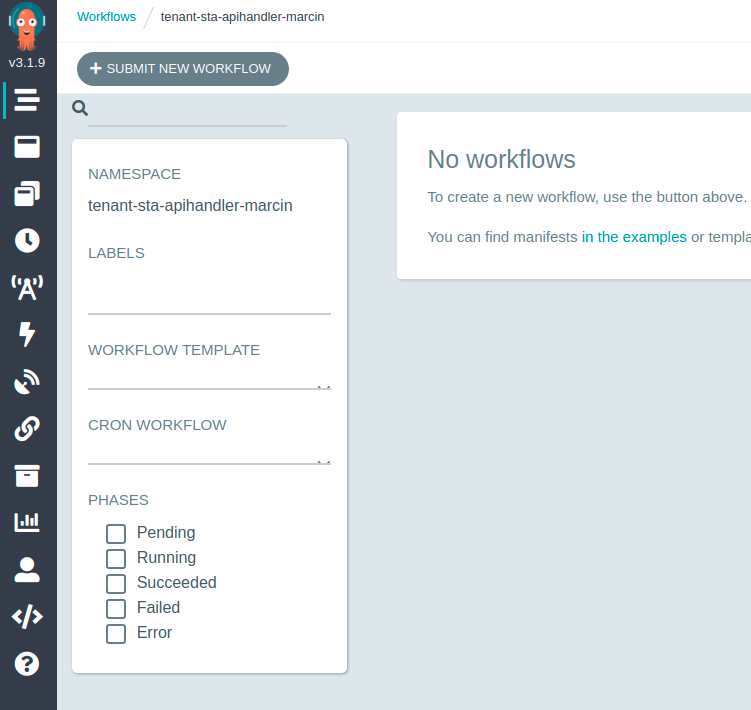 Workflows / tenant-sta-apihandler-marcin
v3.1.9
+ SUBMIT NEW WORKFLOW
NAMESPACE
tenant-sta-apihandler-marcin
LABELS
WORKFLOW TEMPLATE
CRON WORKFLOW
PHASES
Pending
Running
Succeeded
Failed
Error
No workflows
To create a new workflow, use the button above.
You can find manifests in the examples or templa